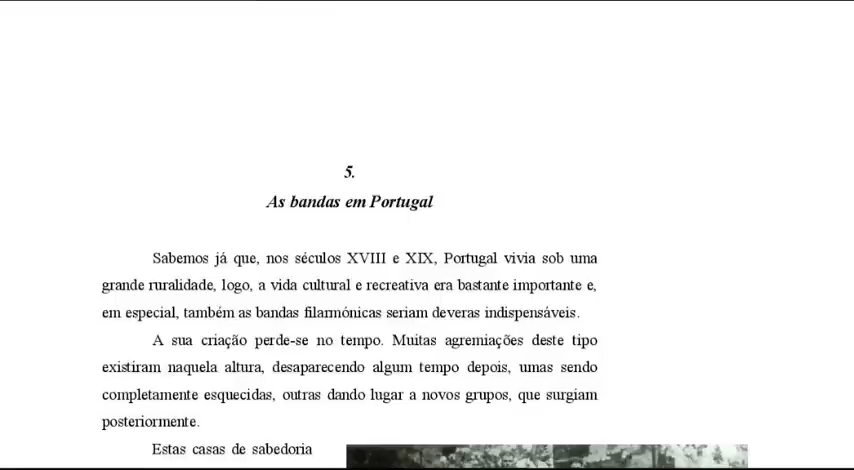 5.
As bandas em Portugal
Sabemos já que, nos séculos XVIII e XIX, Portugal vivia sob uma
grande ruralidade, logo, a vida cultural e recreativa era bastante importante e,
em especial, também as bandas filarmónicas seriam deveras indispensáveis.
A sua criação perde-se no tempo. Muitas agremiações deste tipo
existiram naquela altura, desaparecendo algum tempo depois, umas sendo
completamente esquecidas, outras dando lugar a novos grupos, que surgiam
posteriormente.
Estas casas de sabedoria